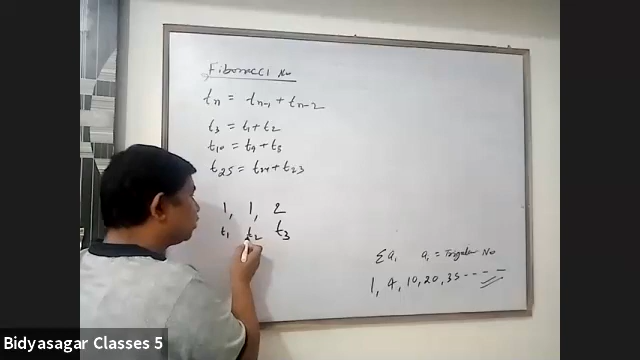 Fibonacci No
tn = tn-1 + tn-2
t3 = t1 + t2
t10 = t9 + t8
t25 = t24 + t23
1, 1, 2
t1 t2 t3
Σ ai ai = Trigular No
1, 4, 10, 20, 35 - - - -
Bidyasagar Classes 5